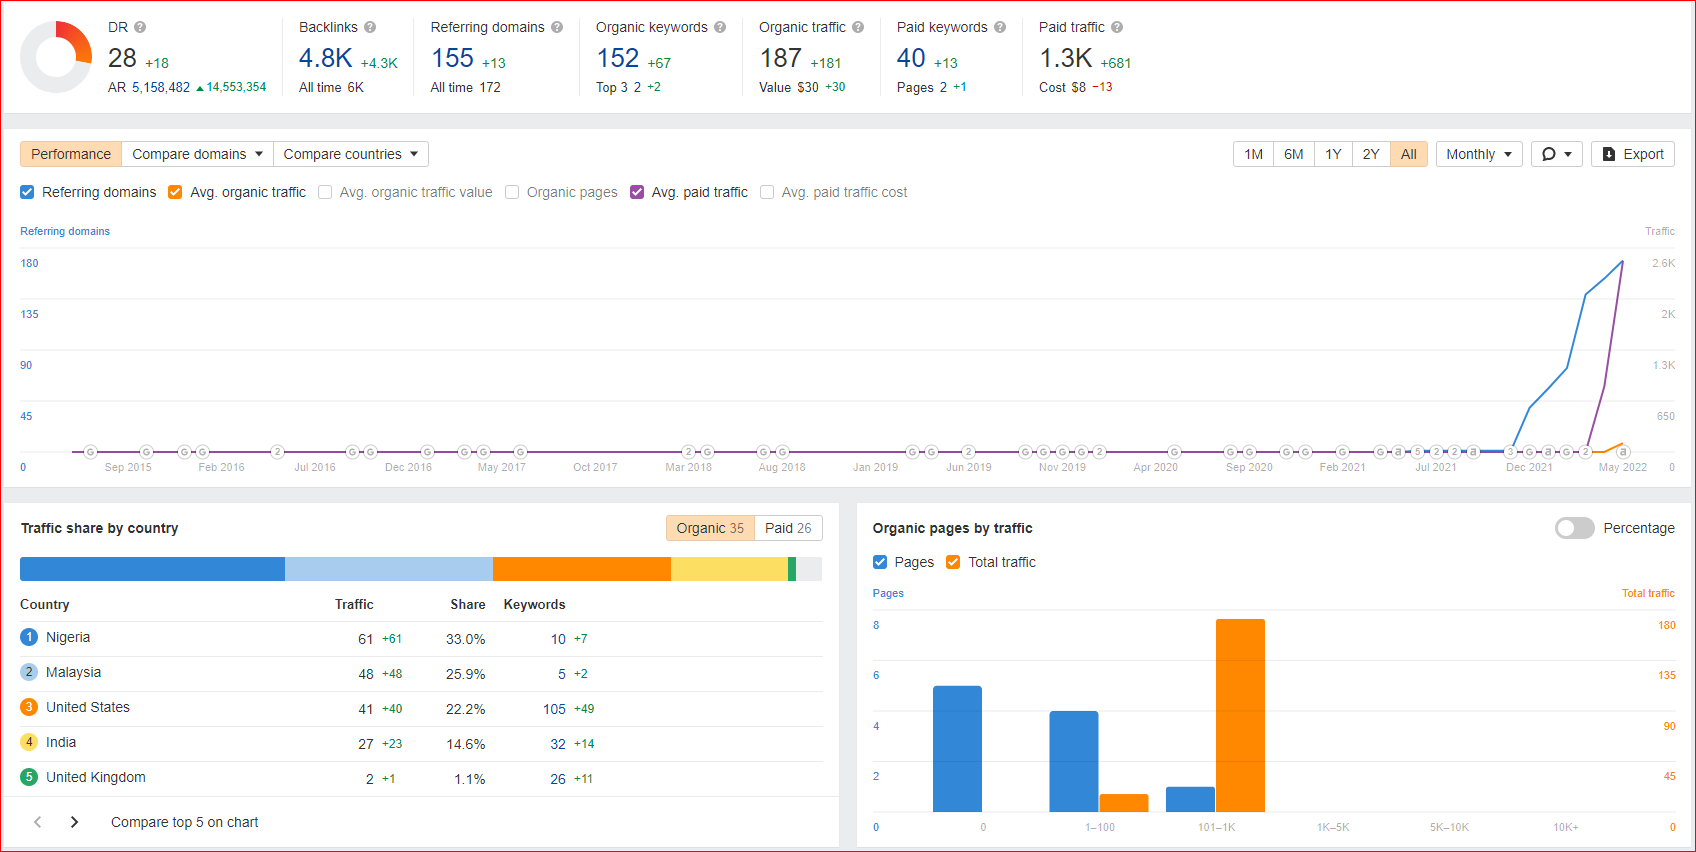 DR Backlinks Referring domains Organic keywords Organic traffic Paid keywords Paid traffic
28 +18 4.8K +4.3K 155 +13 152 +67 187 +181 40 +13 1.3K +681
AR 5,158,482 14,553,354 All time 6K All time 172 Top 3 2 +2 Value $30 +30 Pages 2 +1 Cost $8 −13
Performance Compare domains Compare countries 1M 6M 1Y 2Y All Monthly Export
Referring domains Avg. organic traffic Avg. organic traffic value Organic pages Avg. paid traffic Avg. paid traffic cost
Referring domains Traffic
180 2.6K
135 2K
90 1.3K
45 650
G G G G 2 G G G G G G 2 G G G G G 2 G G G G 2 G G G G G G G a 5 2 2 a 3 G a G 2 a
0 Sep 2015 Feb 2016 Jul 2016 Dec 2016 May 2017 Oct 2017 Mar 2018 Aug 2018 Jan 2019 Jun 2019 Nov 2019 Apr 2020 Sep 2020 Feb 2021 Jul 2021 Dec 2021 May 2022 0
Traffic share by country Organic 35 Paid 26
Country Traffic Share Keywords
1 Nigeria 61 +61 33.0% 10 +7
2 Malaysia 48 +48 25.9% 5 +2
3 United States 41 +40 22.2% 105 +49
4 India 27 +23 14.6% 32 +14
5 United Kingdom 2 +1 1.1% 26 +11
Compare top 5 on chart
Organic pages by traffic Percentage
Pages Total traffic
Pages Total traffic
8 180
6 135
4 90
2 45
0 0 1–100 101–1K 1K–5K 5K–10K 10K+ 0